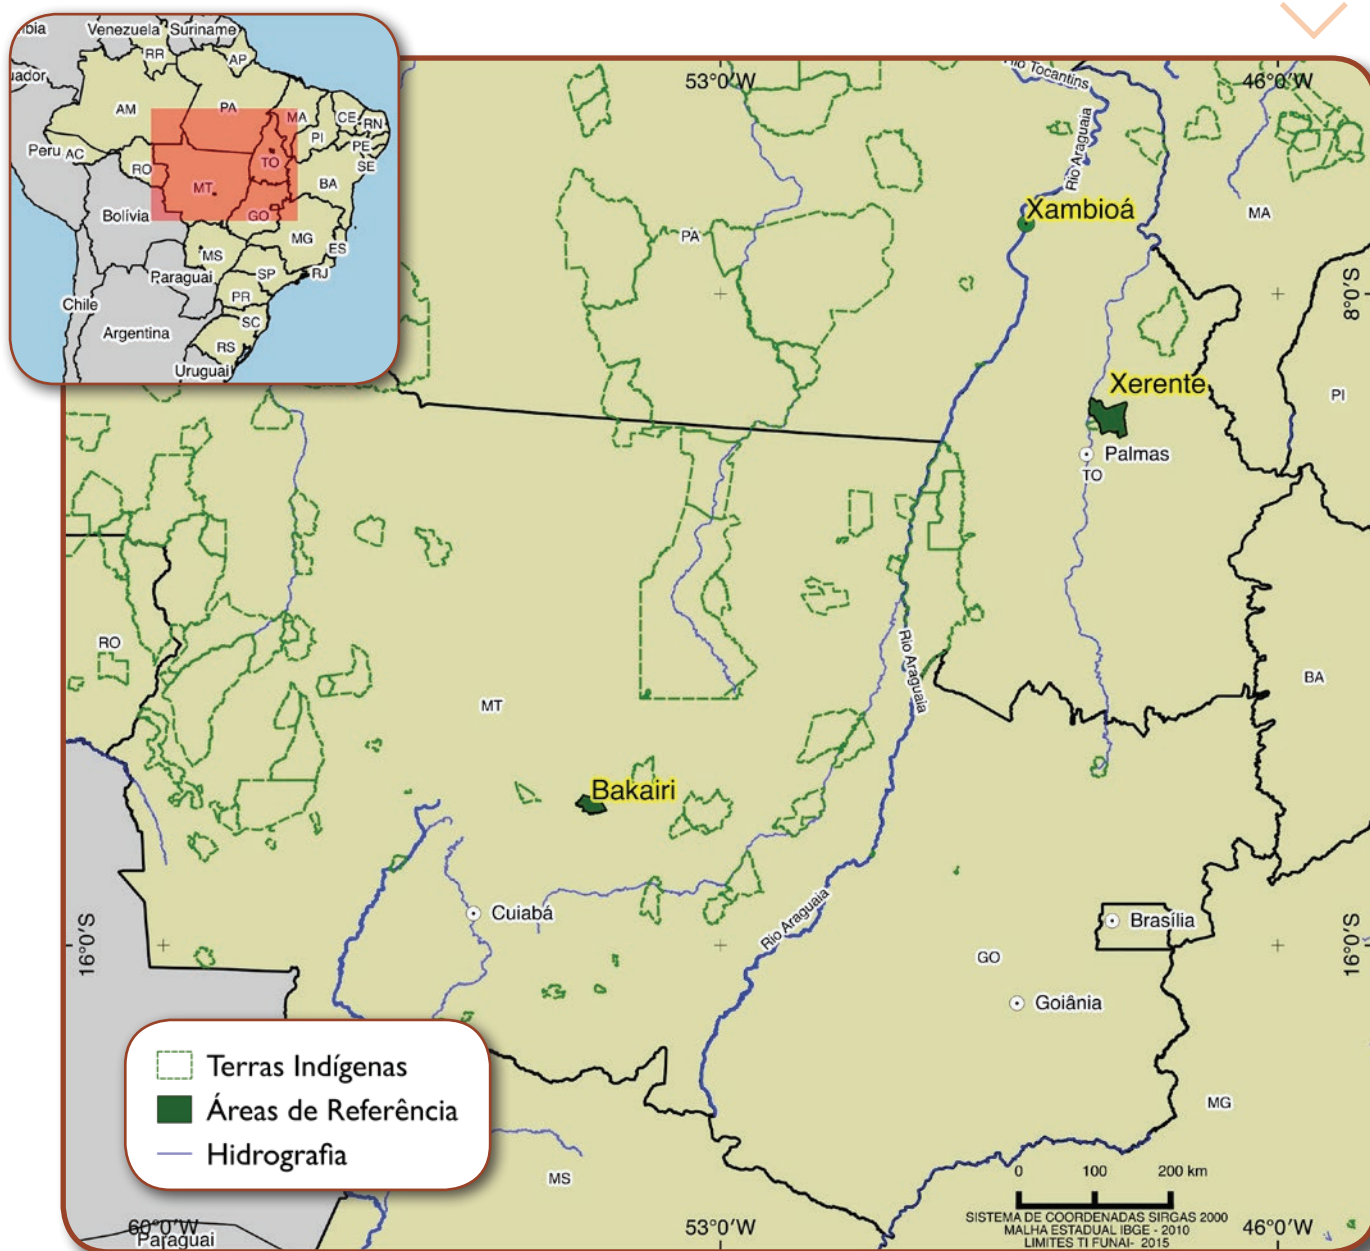 Venezuela
Suriname
RR
AP
AM
PA
MA
CE
RN
PI
PE
SE
Peru
AC
RO
TO
MT
BA
Bolívia
GO
MG
ES
MS
SP
RJ
Paraguai
PR
Chile
SC
Argentina
RS
Uruguai
53°0'W
46°0'W
Rio Tocantins
Rio Araguaia
Xambioá
MA
PA
8°0'S
Xerente
PI
Palmas
TO
RO
Rio Araguaia
BA
MT
Bakairi
Cuiabá
Rio Araguaia
Brasília
16°0'S
16°0'S
GO
Goiânia
Terras Indígenas
Áreas de Referência
Hidrografia
MG
MS
0 100 200 km
SISTEMA DE COORDENADAS SIRGAS 2000
MALHA ESTADUAL IBGE - 2010
LIMITES TI FUNAI- 2015
60°0'W
53°0'W
46°0'W
Paraguai